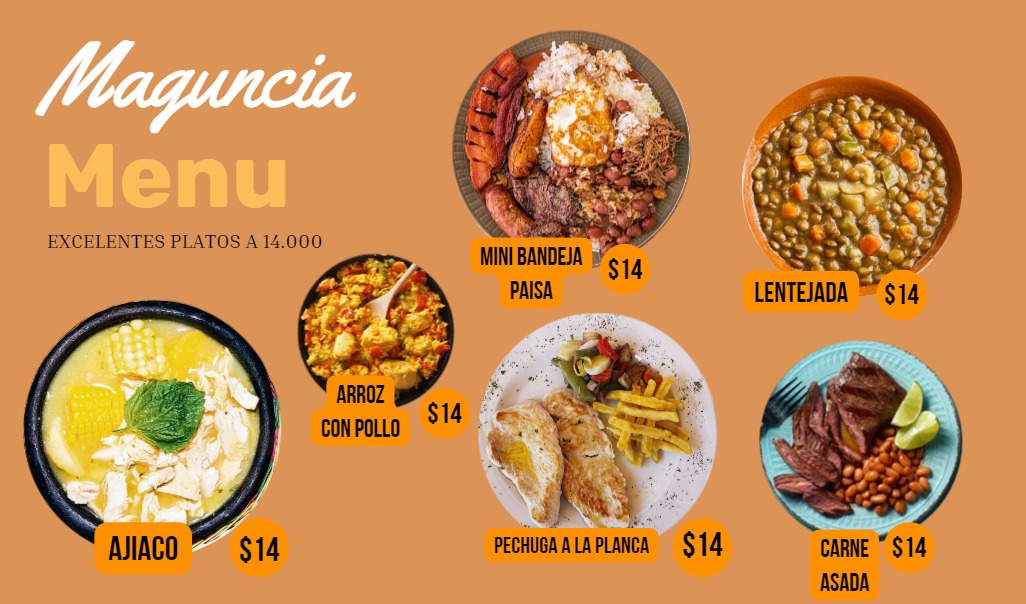 Maguncia
Menu
EXCELENTES PLATOS A 14.000
MINI BANDEJA
PAISA
$14
LENTEJADA
$14
ARROZ
CON POLLO
$14
AJIACO
$14
PECHUGA A LA PLANCA
$14
CARNE
ASADA
$14